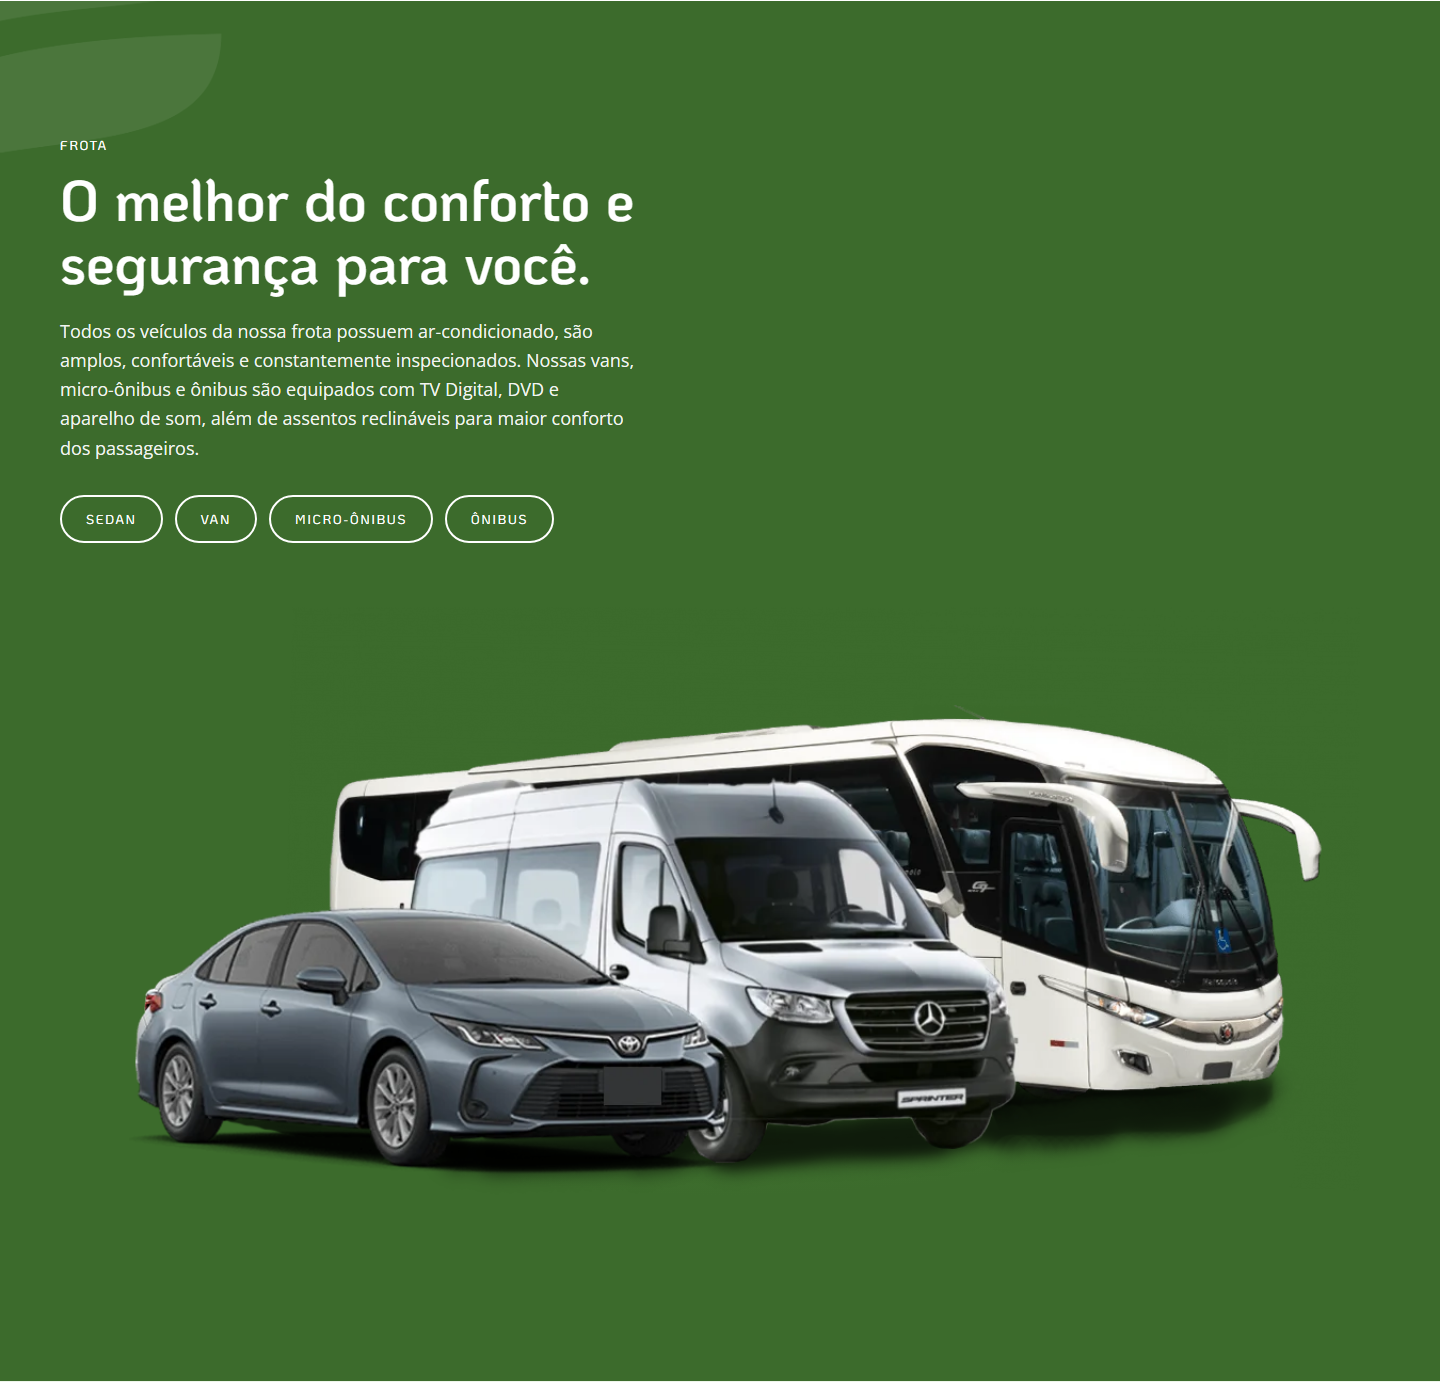 FROTA
O melhor do conforto e
segurança para você.
Todos os veículos da nossa frota possuem ar-condicionado, são
amplos, confortáveis e constantemente inspecionados. Nossas vans,
micro-ônibus e ônibus são equipados com TV Digital, DVD e
aparelho de som, além de assentos reclináveis para maior conforto
dos passageiros.
SEDAN
VAN
MICRO-ÔNIBUS
ÔNIBUS
G7
SPRINTER